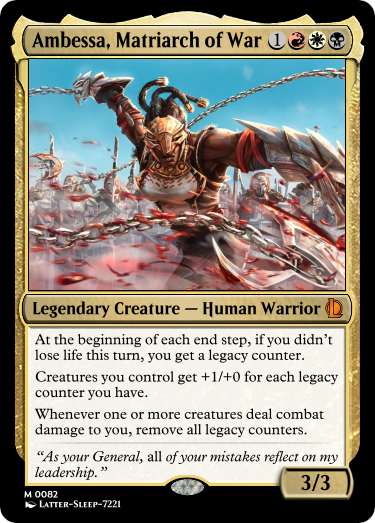 Ambessa, Matriarch of War 1
Legendary Creature — Human Warrior
At the beginning of each end step, if you didn't
lose life this turn, you get a legacy counter.
Creatures you control get +1/+0 for each legacy
counter you have.
Whenever one or more creatures deal combat
damage to you, remove all legacy counters.
"As your General, all of your mistakes reflect on my
leadership."
3/3
M 0082
Latter-Sleep-7221